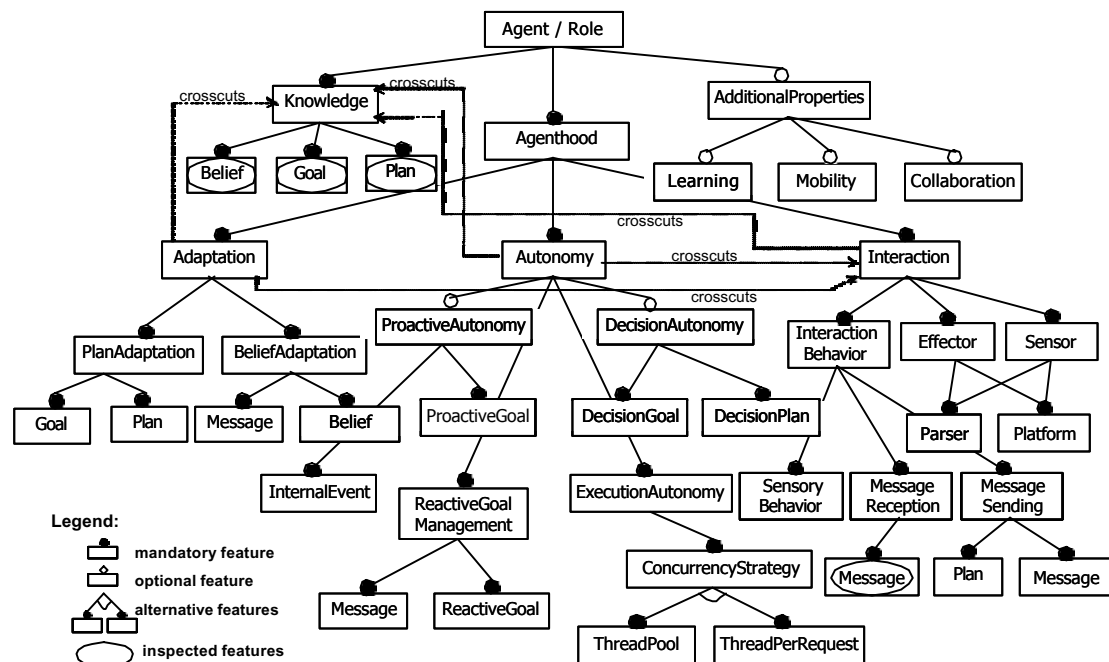 Agent / Role
crosscuts
crosscuts
Knowledge
AdditionalProperties
Agenthood
Belief
Goal
Plan
Learning
Mobility
Collaboration
crosscuts
Adaptation
Autonomy
crosscuts
Interaction
crosscuts
ProactiveAutonomy
DecisionAutonomy
Interaction
Behavior
Effector
Sensor
PlanAdaptation
BeliefAdaptation
Goal
Plan
Message
Belief
ProactiveGoal
DecisionGoal
DecisionPlan
Parser
Platform
InternalEvent
ReactiveGoal
Management
ExecutionAutonomy
Sensory
Behavior
Message
Reception
Message
Sending
Legend:
mandatory feature
optional feature
alternative features
inspected features
Message
ReactiveGoal
ConcurrencyStrategy
Message
Plan
Message
ThreadPool
ThreadPerRequest